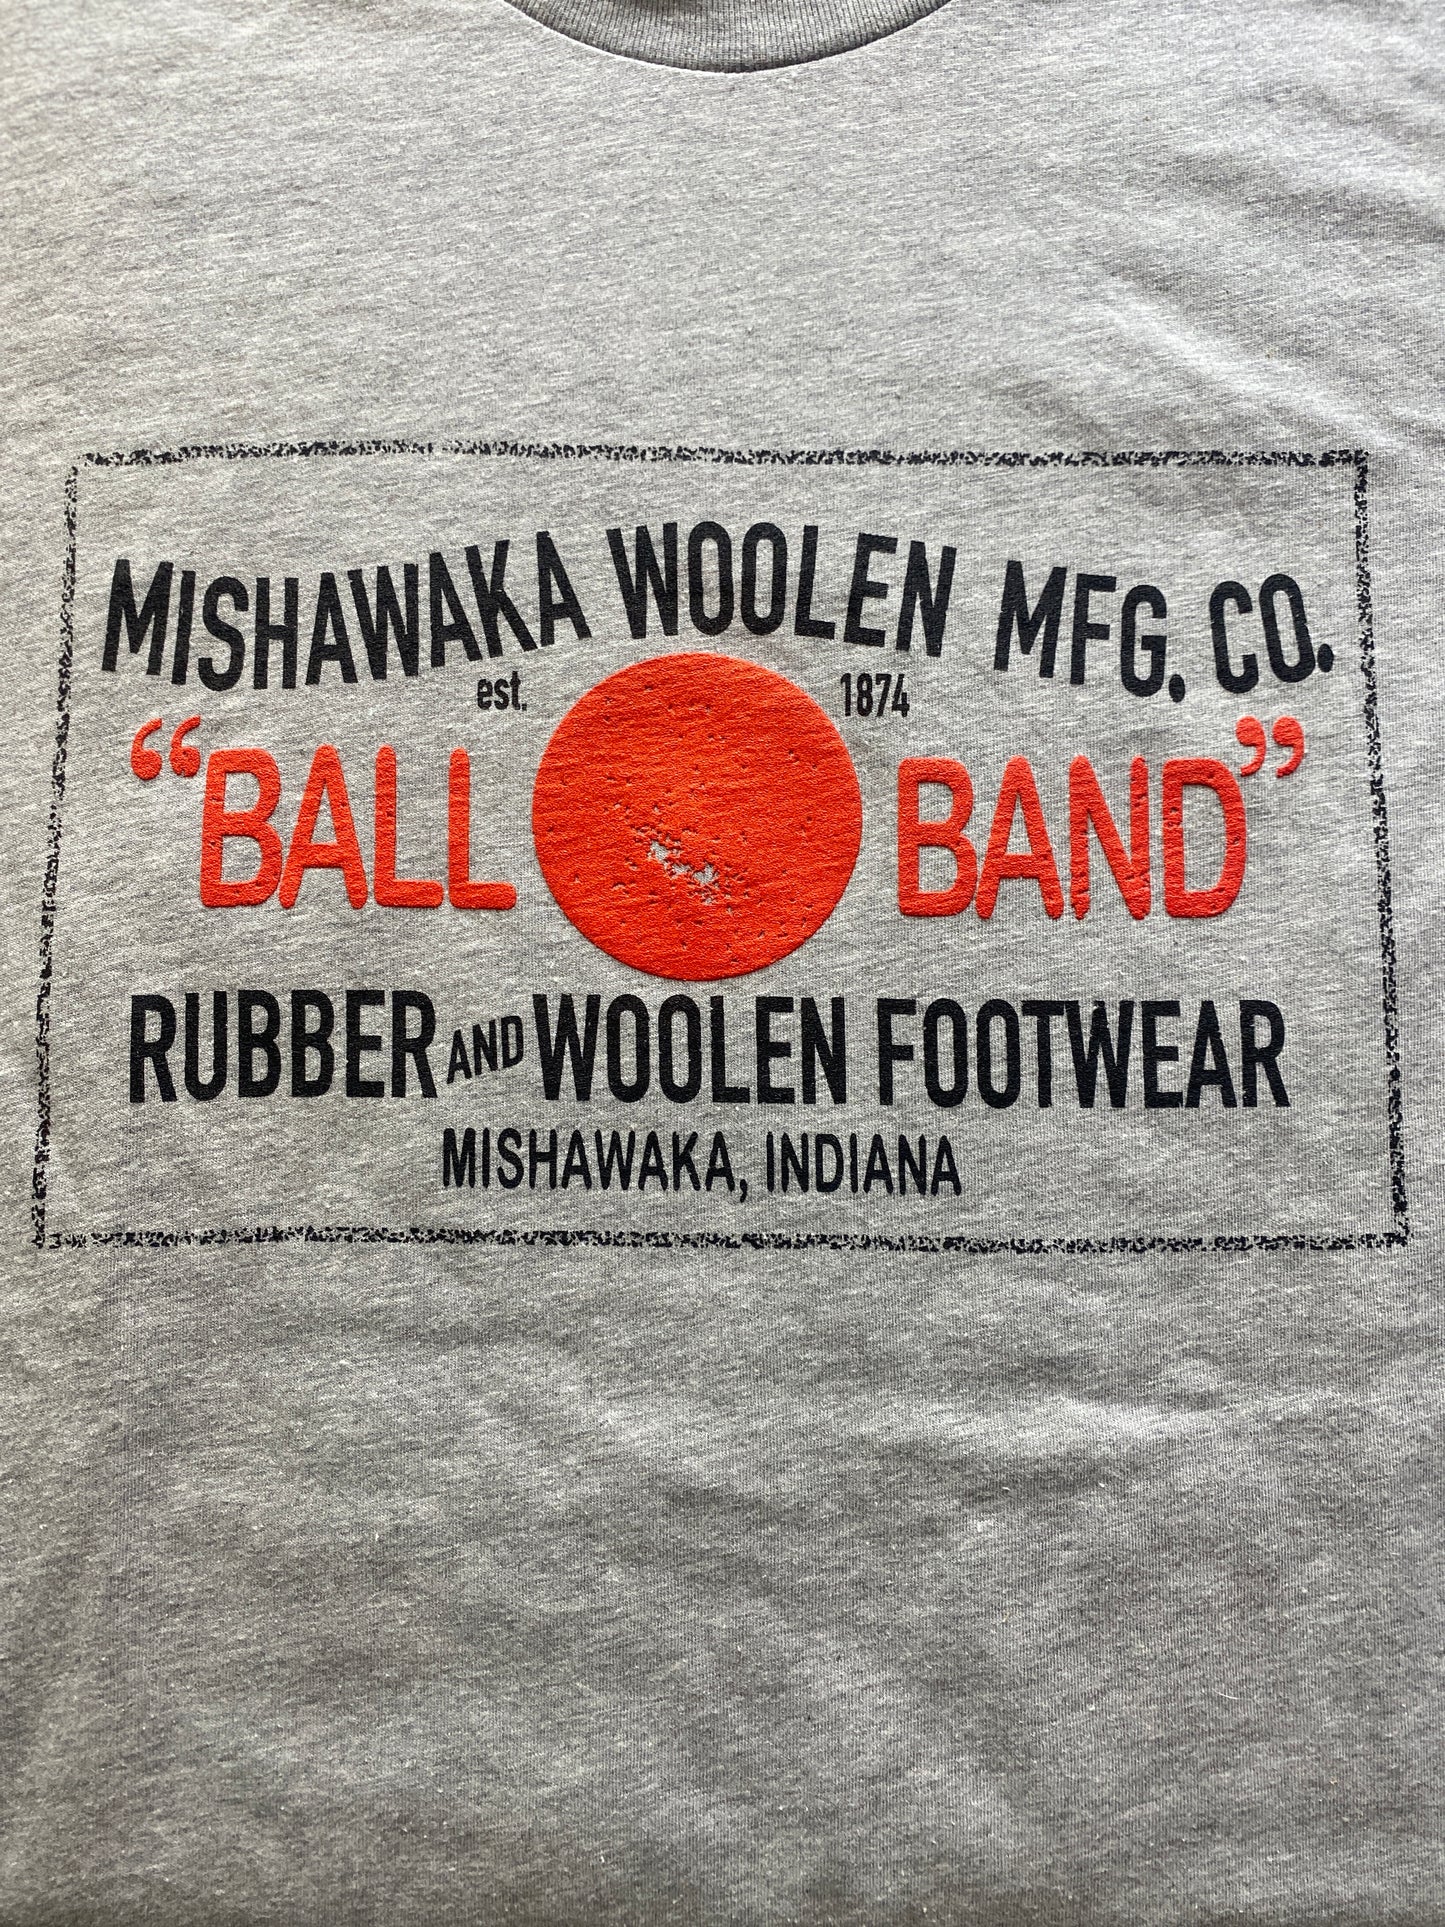 MISHAWAKA WOOLEN MFG. CO.
est. 1874
“BALL BAND”
RUBBER AND WOOLEN FOOTWEAR
MISHAWAKA, INDIANA